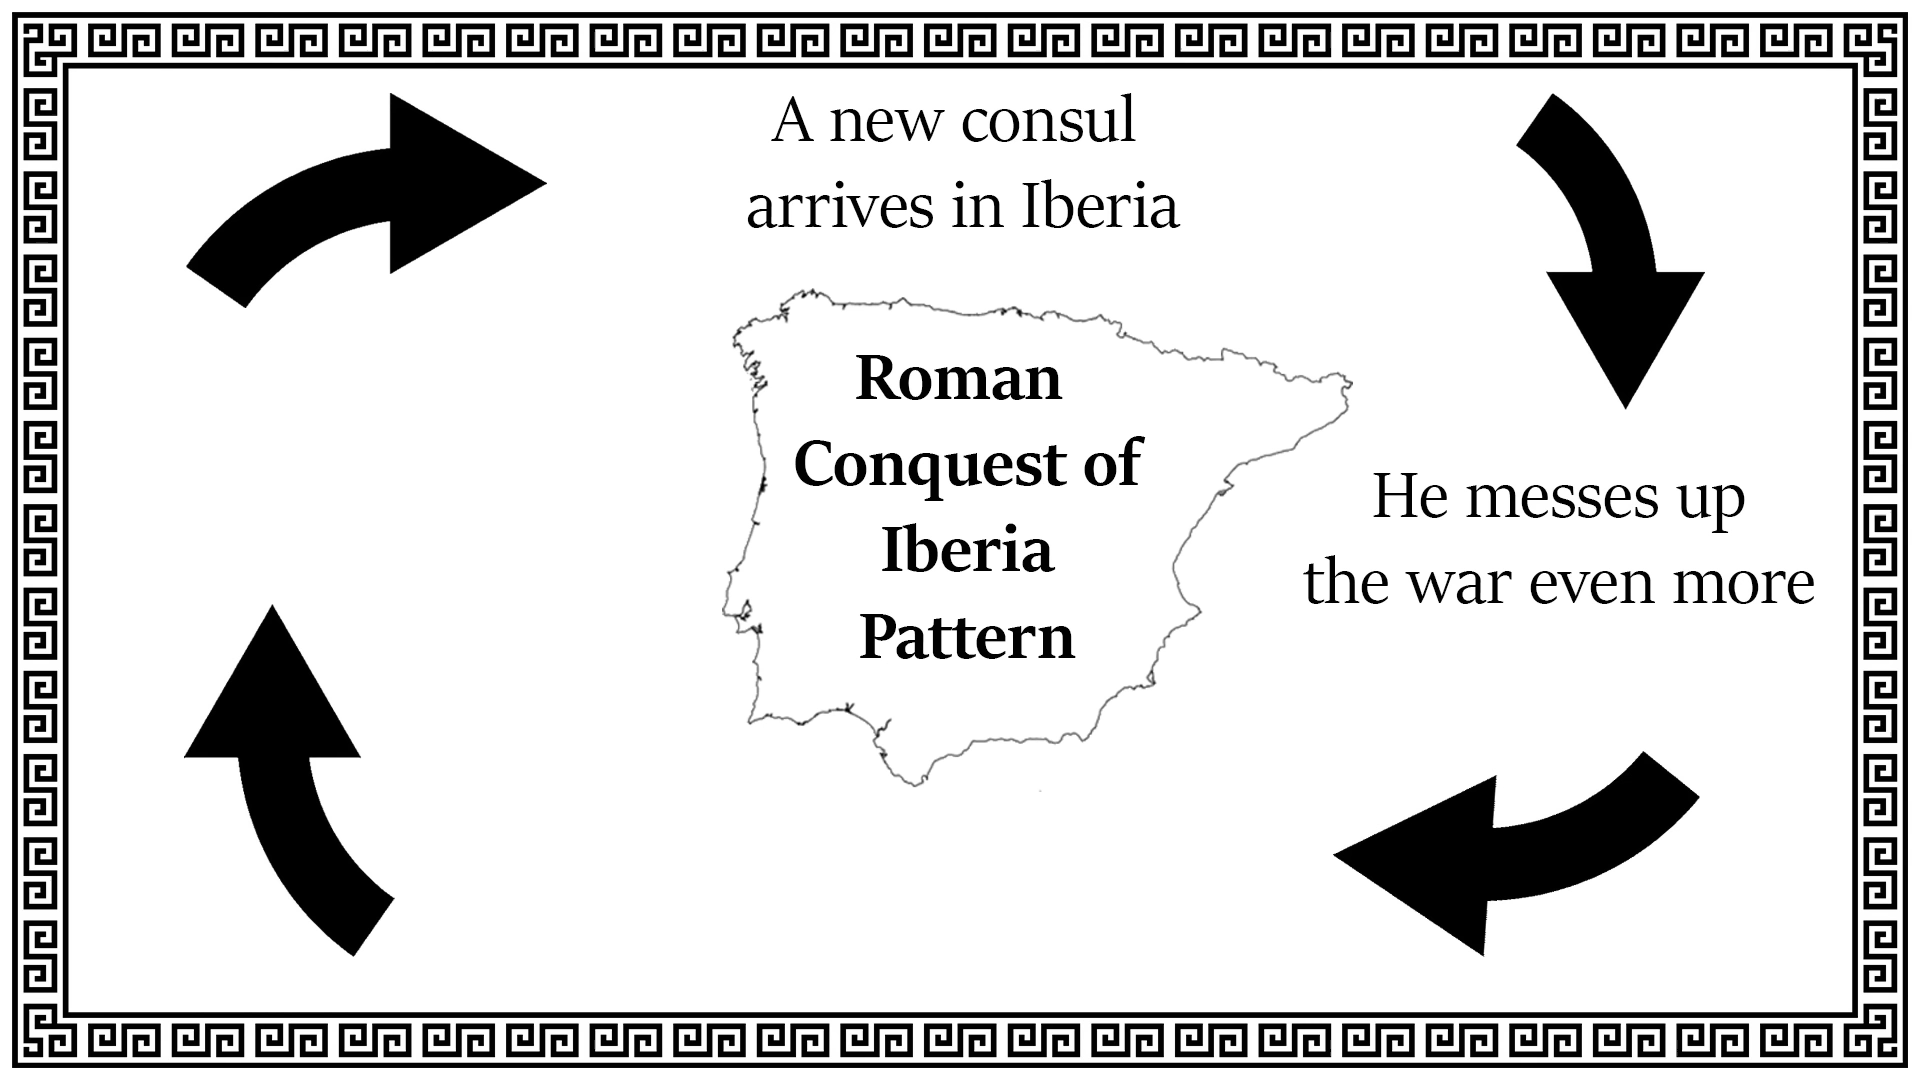 A new consul
arrives in Iberia
Roman
Conquest of
Iberia
Pattern
He messes up
the war even more